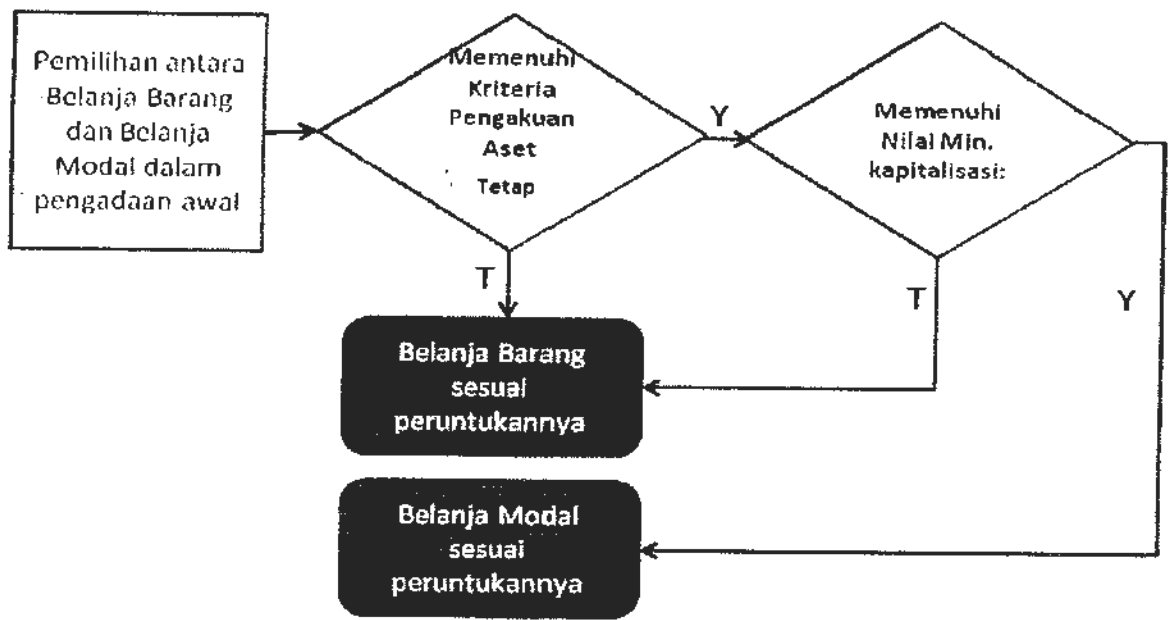 Pemilihan antara
Belanja Barang
dan Belanja
Modal dalam
pengadaan awal
Memenuhi
Kriteria
Pengakuan
Aset
Tetap
Y
Memenuhi
Nilai Min.
kapitalisasi:
T
T
Y
Belanja Barang
sesuai
peruntukannya
Belanja Modal
sesuai
peruntukannya